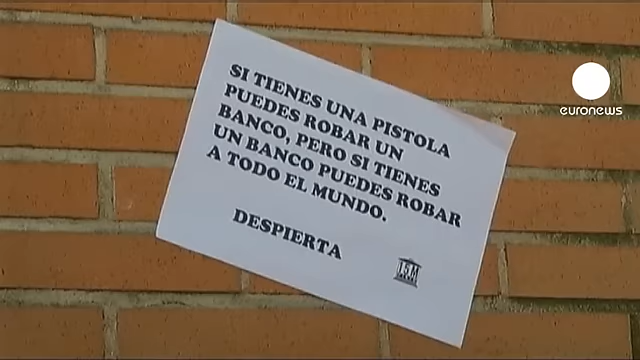 SI TIENES UNA PISTOLA
PUEDES ROBAR UN
BANCO, PERO SI TIENES
UN BANCO PUEDES ROBAR
A TODO EL MUNDO.
DESPIERTA
15M
euronews